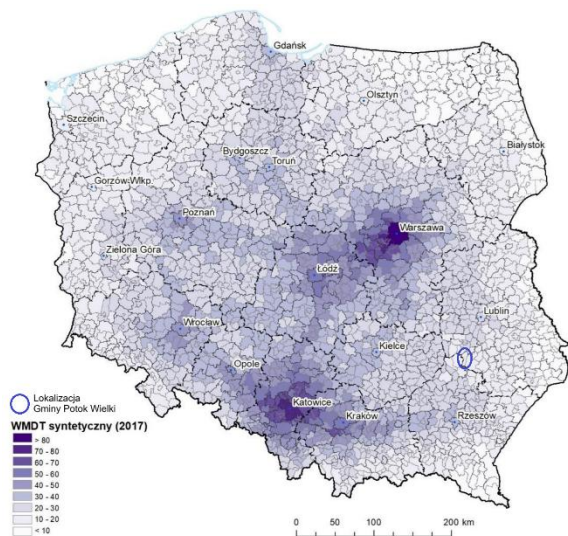 Gdańsk
Olsztyn
Szczecin
Białystok
Bydgoszcz
Toruń
Gorzów Wlkp.
Poznań
Warszawa
Zielona Góra
Łódź
Lublin
Wrocław
Kielce
Opole
Katowice
Kraków
Rzeszów
Lokalizacja
Gminy Potok Wielki
WMDT syntetyczny (2017)
> 80
70 - 80
60 - 70
50 - 60
40 - 50
30 - 40
20 - 30
10 - 20
< 10
0 50 100 200 km